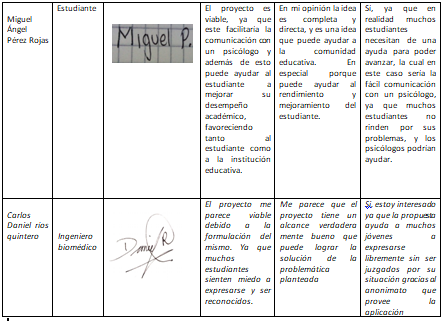 Miguel
Ángel
Pérez Rojas
Estudiante
Miguel P.
El proyecto es
viable, ya que
este facilitaría la
comunicación con
un psicólogo y
además de esto
puede ayudar al
estudiante a
mejorar su
desempeño
académico,
favoreciendo
tanto al
estudiante como
a la institución
educativa.
En mi opinión la idea
es completa y
directa, y es una idea
que puede ayudar a
la comunidad
educativa. En
especial porque
puede ayudar al
rendimiento y
mejoramiento del
estudiante.
Sí, ya que en
realidad muchos
estudiantes
necesitan de una
ayuda para poder
avanzar, la cual en
este caso sería la
fácil comunicación
con un psicólogo,
ya que muchos
estudiantes no
rinden por sus
problemas, y los
psicólogos podrían
ayudar.
Carlos
Daniel rios
quintero
Ingeniero
biomédico
Daniel R
El proyecto me
parece viable
debido a la
formulación del
mismo. Ya que
muchos
estudiantes
sienten miedo a
expresarse y ser
reconocidos.
Me parece que el
proyecto tiene un
alcance verdadera
mente bueno que
puede lograr la
solución de la
problemática
planteada
Si, estoy interesado
ya que la propuesta
ayuda a muchos
jóvenes a
expresarse
libremente sin ser
juzgados por su
situación gracias al
anonimato que
provee la
aplicación